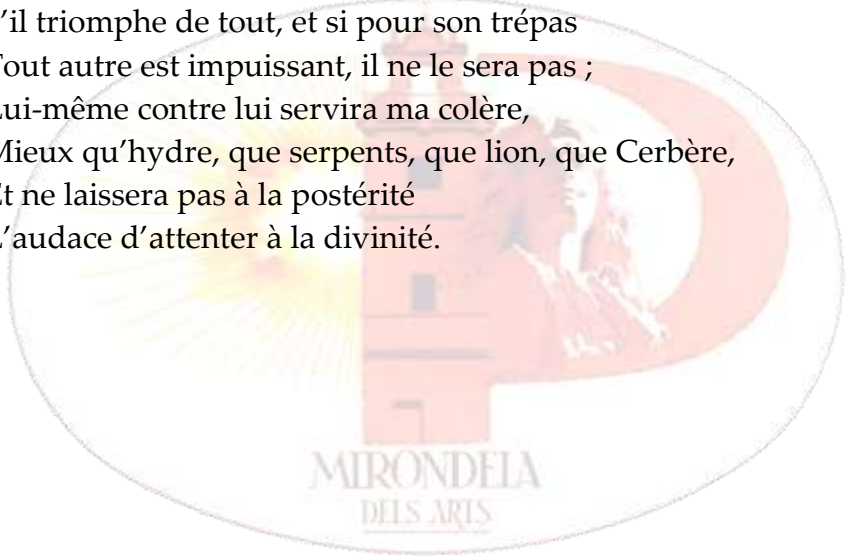 ’il triomphe de tout, et si pour son trépas
Tout autre est impuissant, il ne le sera pas ;
Lui-même contre lui servira ma colère,
Mieux qu’hydre, que serpents, que lion, que Cerbère,
Et ne laissera pas à la postérité
L’audace d’attenter à la divinité.
MIRONDELA
DELS ARTS